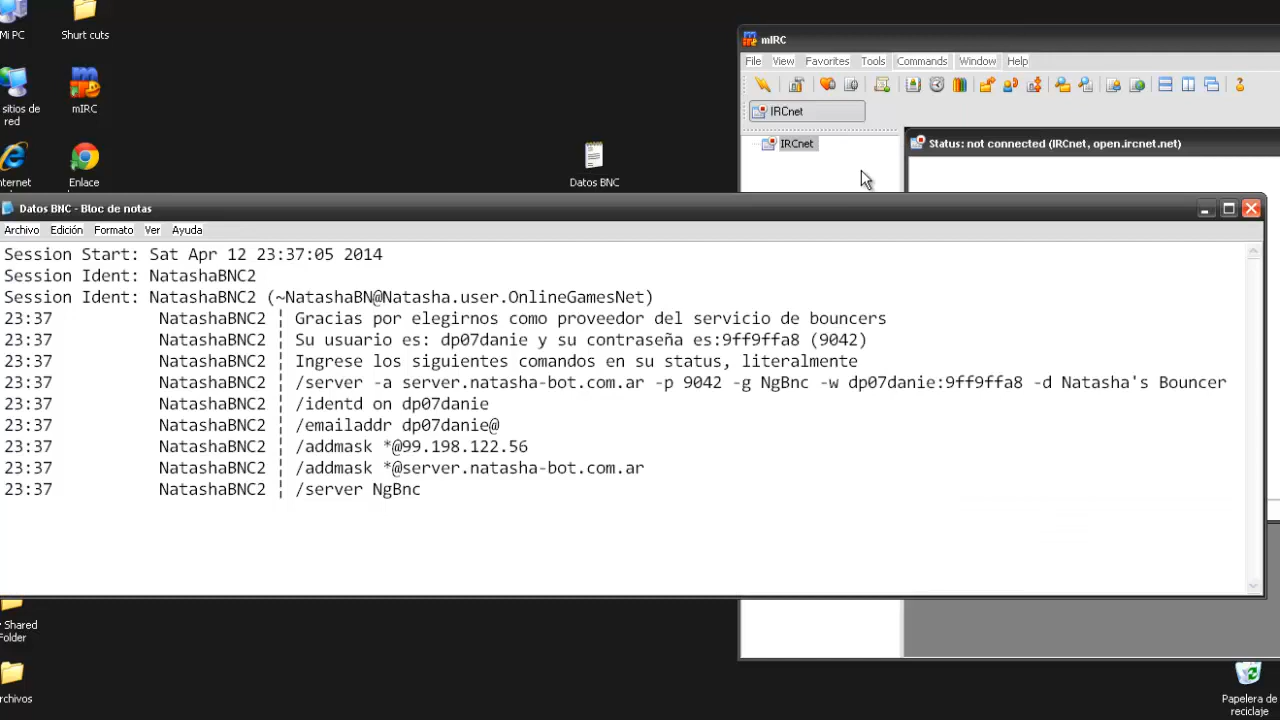 Mi PC
Shurt cuts
sitios de
red
mIRC
nternet
Enlace
Datos BNC
mIRC
File View Favorites Tools Commands Window Help
IRCnet
IRCnet
Status: not connected (IRCnet, open.ircnet.net)
Datos BNC - Bloc de notas
Archivo Edición Formato Ver Ayuda
Session Start: Sat Apr 12 23:37:05 2014
Session Ident: NatashaBNC2
Session Ident: NatashaBNC2 (~NatashaBN@Natasha.user.OnlineGamesNet)
23:37 NatashaBNC2 ¦ Gracias por elegirnos como proveedor del servicio de bouncers
23:37 NatashaBNC2 ¦ Su usuario es: dp07danie y su contraseña es:9ff9ffa8 (9042)
23:37 NatashaBNC2 ¦ Ingrese los siguientes comandos en su status, literalmente
23:37 NatashaBNC2 ¦ /server -a server.natasha-bot.com.ar -p 9042 -g NgBnc -w dp07danie:9ff9ffa8 -d Natasha's Bouncer
23:37 NatashaBNC2 ¦ /identd on dp07danie
23:37 NatashaBNC2 ¦ /emailaddr dp07danie@
23:37 NatashaBNC2 ¦ /addmask *@99.198.122.56
23:37 NatashaBNC2 ¦ /addmask *@server.natasha-bot.com.ar
23:37 NatashaBNC2 ¦ /server NgBnc
Shared
Folder
rchivos
Papelera de
reciclaje